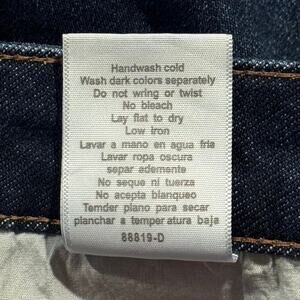 Handwash cold
Wash dark colors separately
Do not wring or twist
No bleach
Lay flat to dry
Low iron
Lavar a mano en agua fria
Lavar ropa oscura
separ ademente
No seque ni tuerza
No acepta blanqueo
Temder plano para secar
planchar a temper atura baja
88819-D